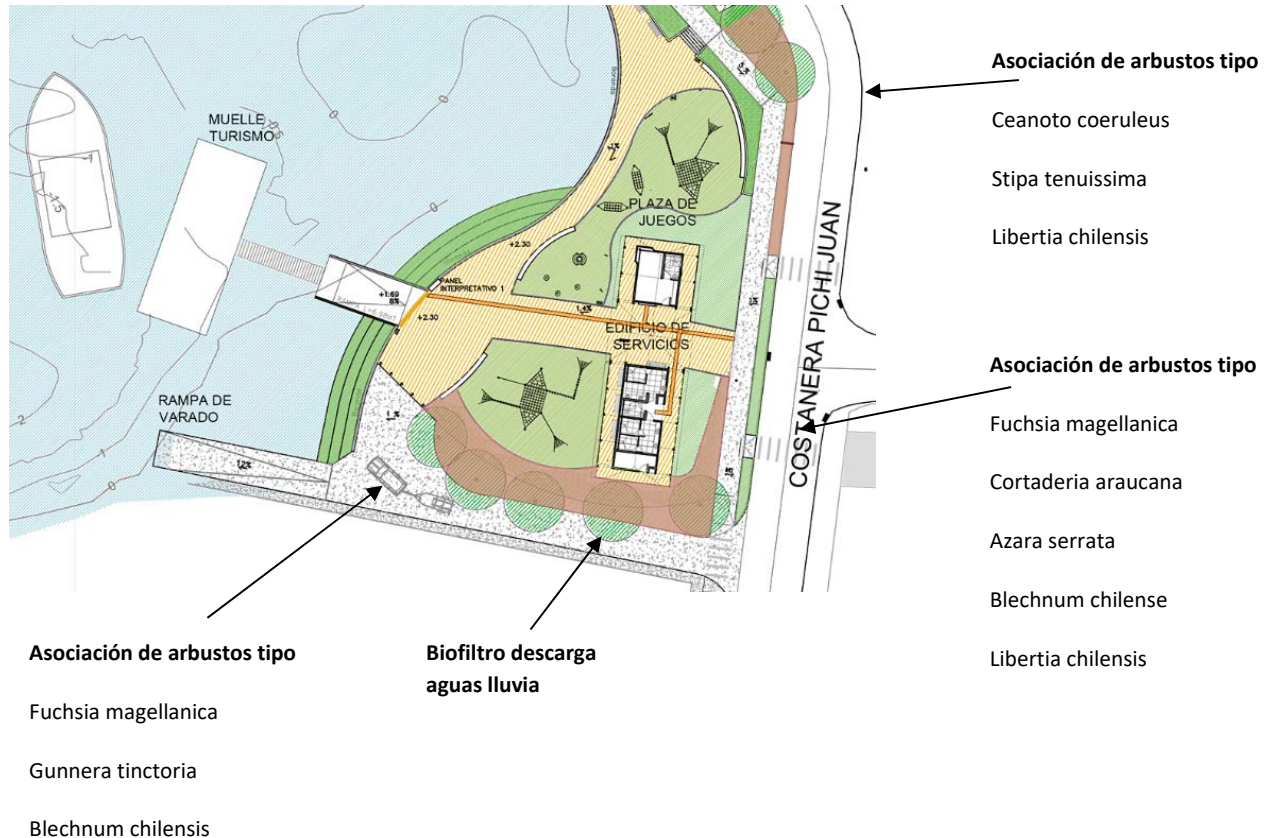 MUELLE
TURISMO
PLAZA DE
JUEGOS
+2.30
PANEL
INTERPRETATIVO 1
+1.69
8%
+2.30
EDIFICIO DE
SERVICIOS
RAMPA DE
VARADO
COSTANERA PICHI JUAN
Asociación de arbustos tipo
Ceanoto coeruleus
Stipa tenuissima
Libertia chilensis
Asociación de arbustos tipo
Fuchsia magellanica
Cortaderia araucana
Azara serrata
Blechnum chilense
Libertia chilensis
Asociación de arbustos tipo
Fuchsia magellanica
Gunnera tinctoria
Blechnum chilensis
Biofiltro descarga
aguas lluvia